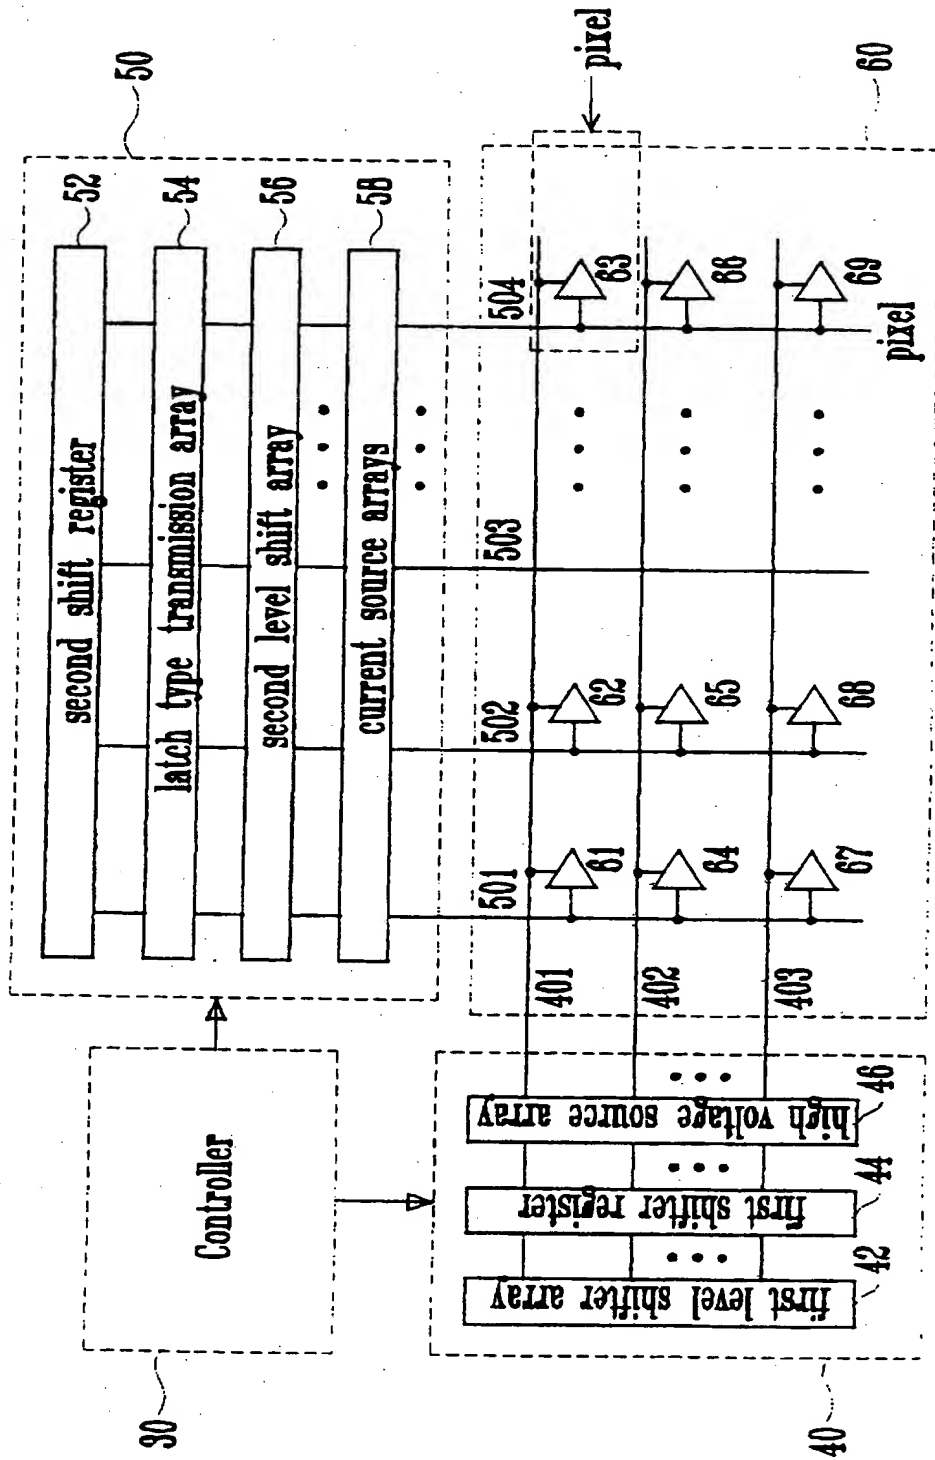 50
second shift register
52
latch type transmission array
54
second level shift array
56
current source arrays
58
Controller
30
pixel
60
501
502
503
504
401
61
62
63
402
64
65
66
403
67
68
69
pixel
first level shifter array
42
first shifter register
44
high voltage source array
46
40